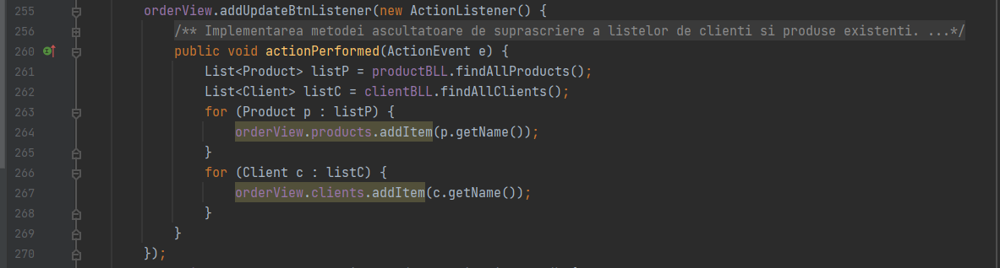 255 orderView.addUpdateBtnListener(new ActionListener() {
256 /** Implementarea metodei ascultatoare de suprascriere a listelor de clienti si produse existenti. ...*/
260 public void actionPerformed(ActionEvent e) {
261 List<Product> listP = productBLL.findAllProducts();
262 List<Client> listC = clientBLL.findAllClients();
263 for (Product p : listP) {
264 orderView.products.addItem(p.getName());
265 }
266 for (Client c : listC) {
267 orderView.clients.addItem(c.getName());
268 }
269 }
270 });